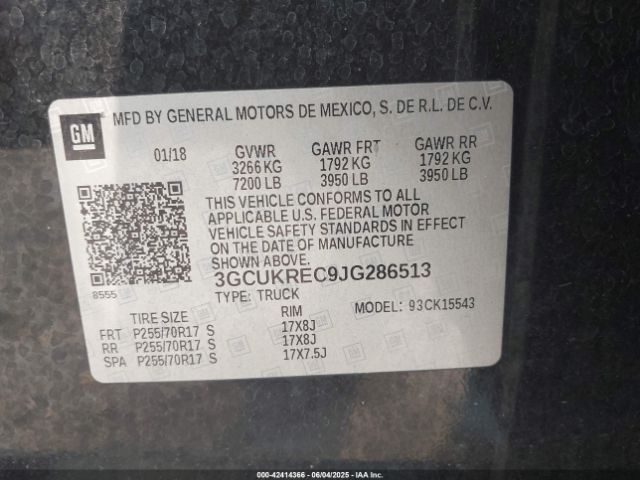 GM
MFD BY GENERAL MOTORS DE MEXICO, S. DE R.L. DE C.V.
01/18 GVWR GAWR FRT GAWR RR
3266 KG 1792 KG 1792 KG
7200 LB 3950 LB 3950 LB
THIS VEHICLE CONFORMS TO ALL
APPLICABLE U.S. FEDERAL MOTOR
VEHICLE SAFETY STANDARDS IN EFFECT
ON THE DATE OF MANUFACTURE
SHOWN ABOVE.
8555
3GCUKREC9JG286513
TYPE: TRUCK
MODEL: 93CK15543
TIRE SIZE RIM
FRT P255/70R17 S 17X8J
RR P255/70R17 S 17X8J
SPA P255/70R17 S 17X7.5J
000-42414366 - 06/04/2025 - IAAI.COM